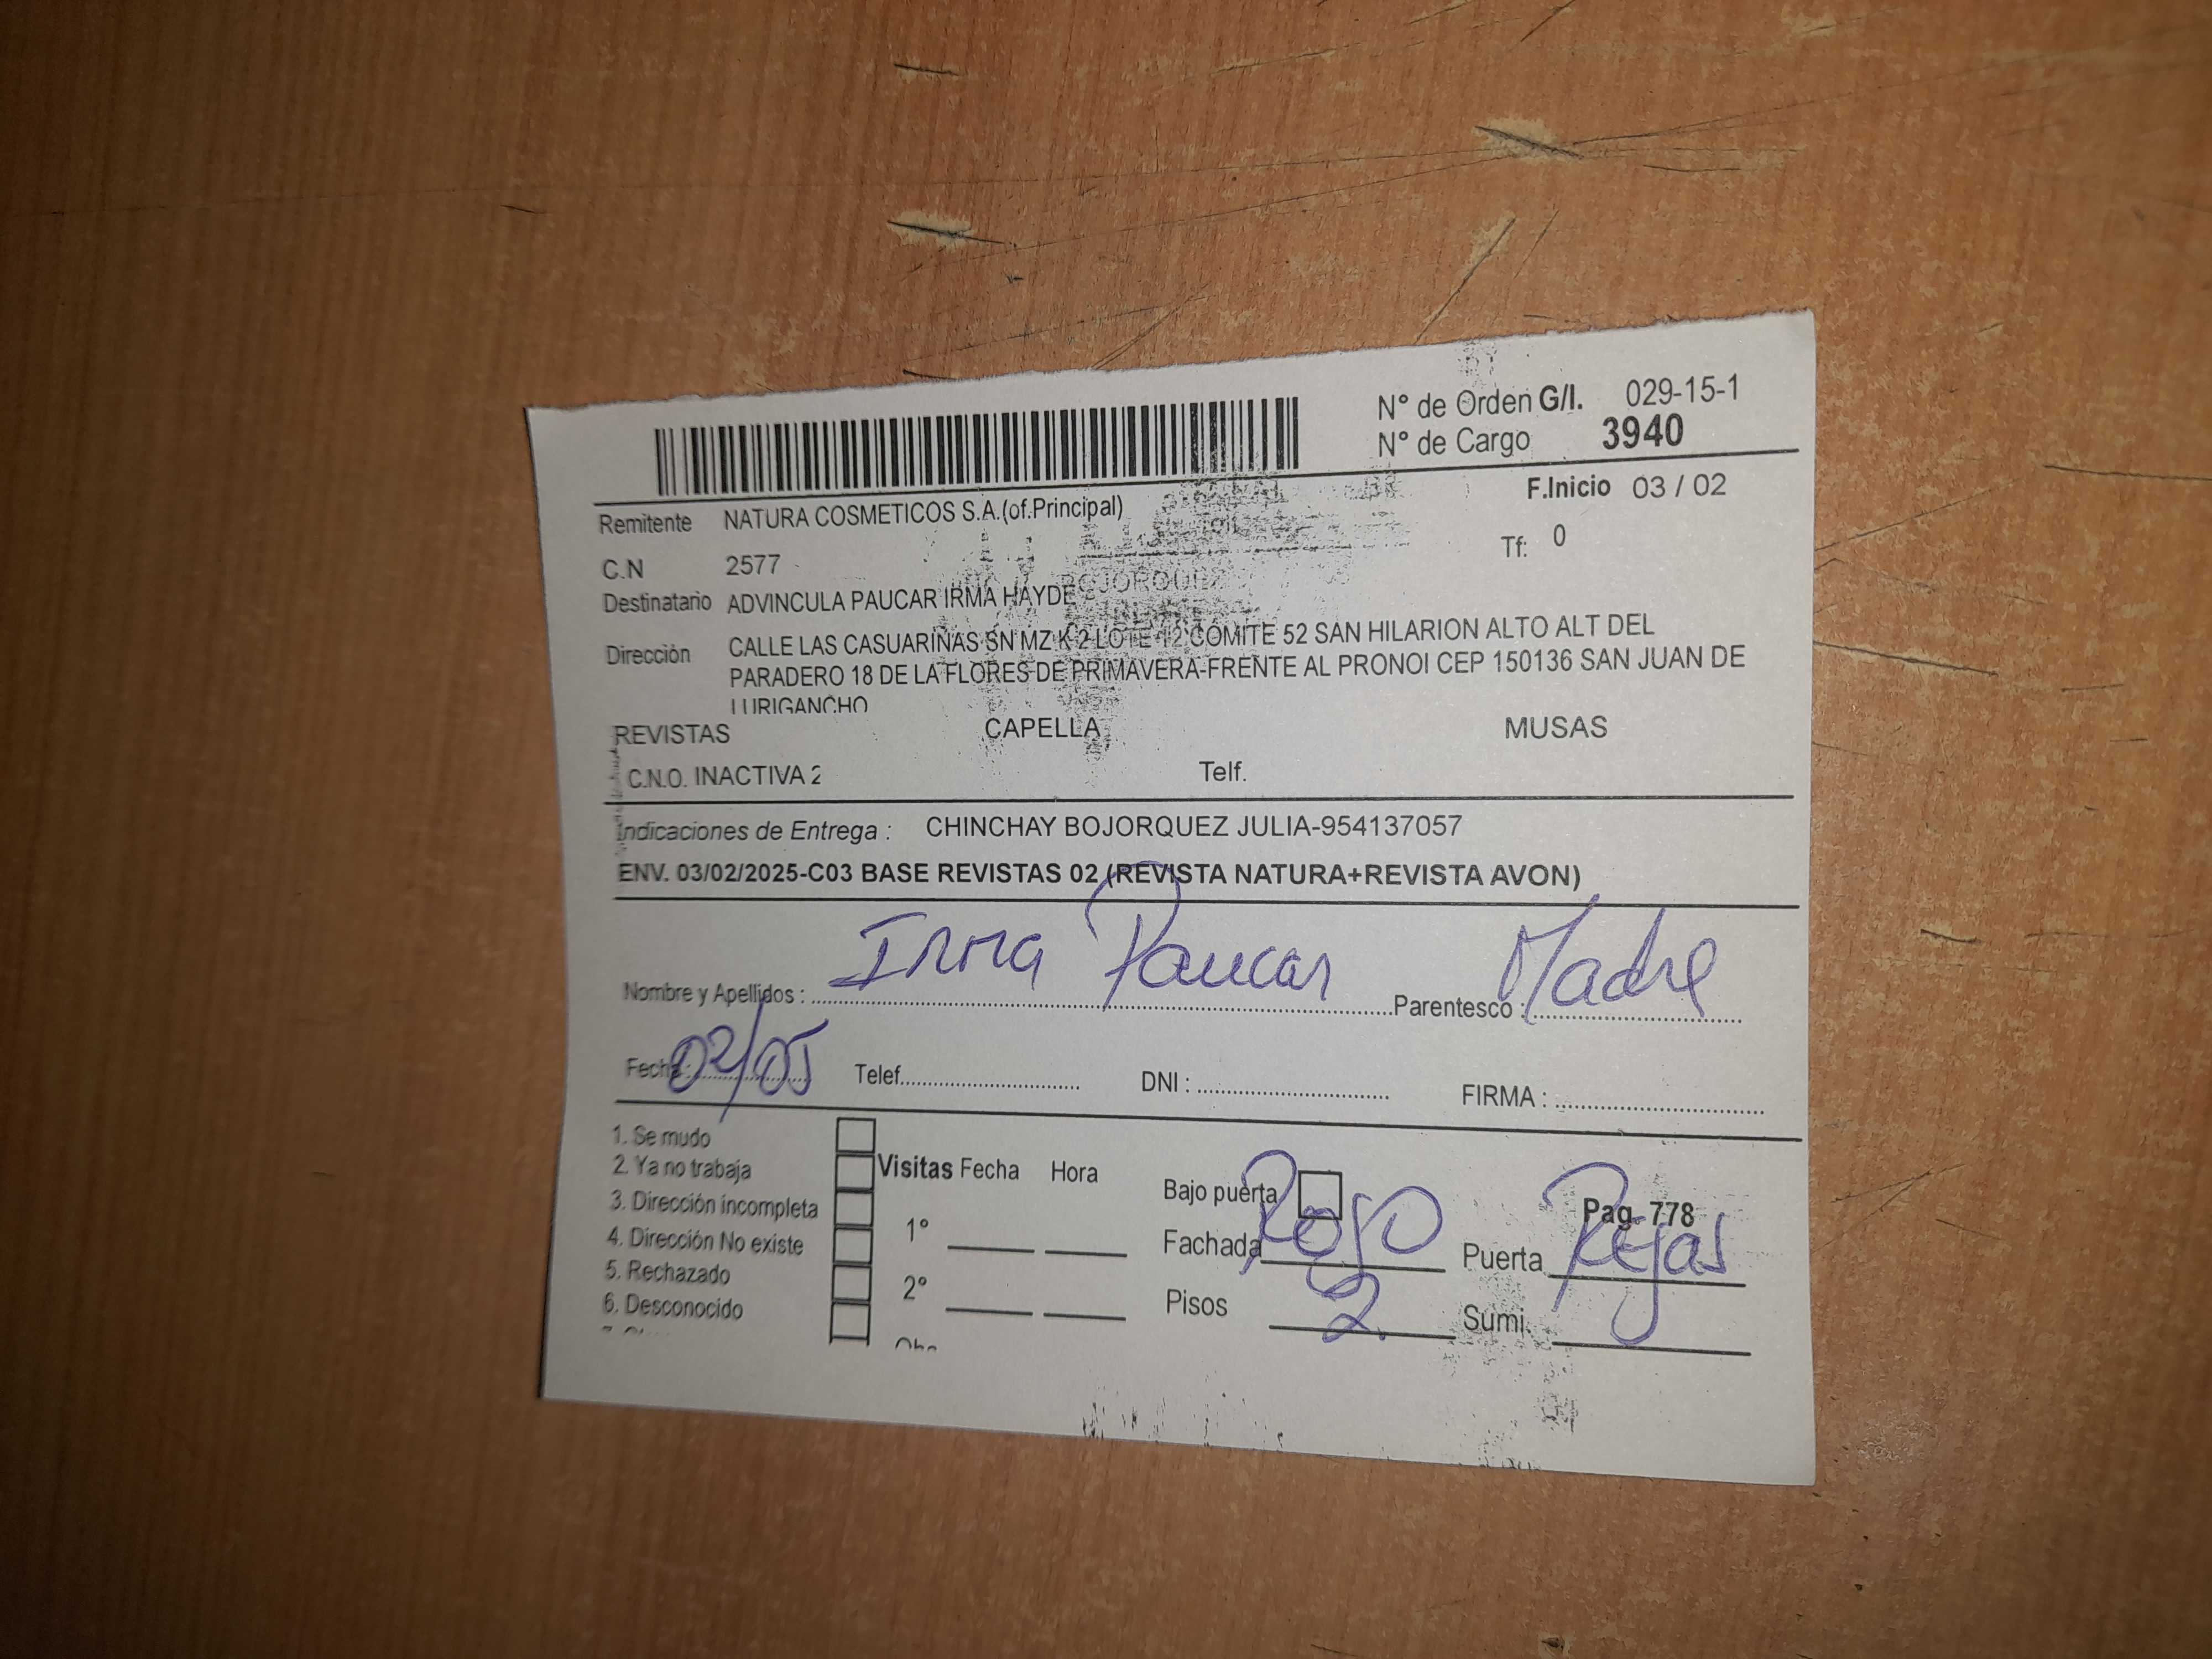 N° de Orden G/I. 029-15-1
N° de Cargo 3940
F.Inicio 03 / 02
Remitente NATURA COSMETICOS S.A.(of.Principal)
Tf: 0
C.N 2577
Destinatario ADVINCULA PAUCAR IRMA HAYDE
BOJORQUEZ
Dirección CALLE LAS CASUARINAS SN MZ K 2 LOTE 12 COMITE 52 SAN HILARION ALTO ALT DEL
PARADERO 18 DE LA FLORES DE PRIMAVERA-FRENTE AL PRONOI CEP 150136 SAN JUAN DE
LURIGANCHO
REVISTAS CAPELLA MUSAS
C.N.O. INACTIVA 2 Telf.
Indicaciones de Entrega : CHINCHAY BOJORQUEZ JULIA-954137057
ENV. 03/02/2025-C03 BASE REVISTAS 02 (REVISTA NATURA+REVISTA AVON)
Nombre y Apellidos : Irma Paucar Parentesco : Madre
Fecha : 02/05 Telef. DNI : FIRMA :
1. Se mudo
2. Ya no trabaja
3. Dirección incompleta
4. Dirección No existe
5. Rechazado
6. Desconocido
Visitas Fecha Hora
1°
2°
Bajo puerta
Pag. 778
Fachada Rojo Puerta Rejas
Pisos 2 Sumi.